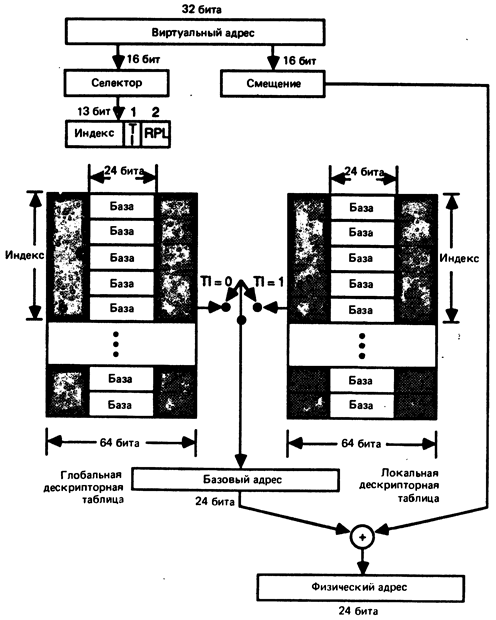 32 бита
Виртуальный адрес
16 бит
16 бит
Селектор
Смещение
13 бит 1 2
Индекс TI RPL
24 бита
24 бита
База
База
База
База
База
База
База
База
База
База
Индекс
Индекс
TI = 0
TI = 1
База
База
База
База
64 бита
64 бита
Глобальная
дескрипторная
таблица
Базовый адрес
24 бита
Локальная
дескрипторная
таблица
+
Физический адрес
24 бита